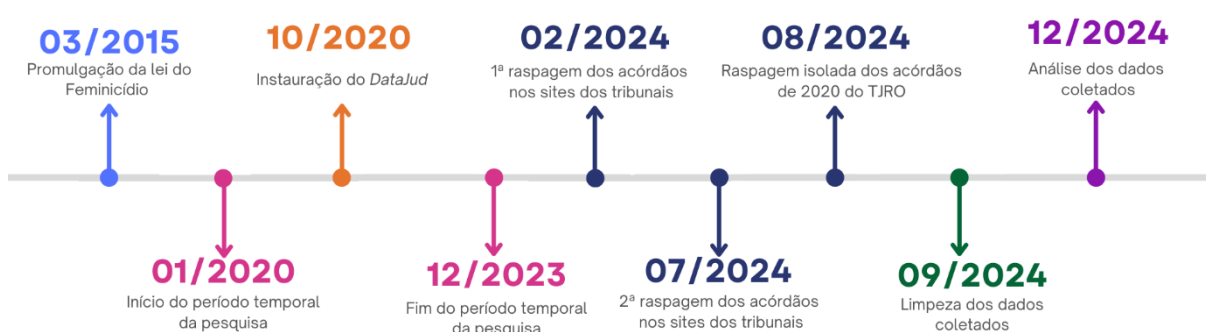 03/2015
Promulgação da lei do
Feminicídio
10/2020
Instauração do DataJud
02/2024
1ª raspagem dos acórdãos
nos sites dos tribunais
08/2024
Raspagem isolada dos acórdãos
de 2020 do TJRO
12/2024
Análise dos dados
coletados
01/2020
Início do período temporal
da pesquisa
12/2023
Fim do período temporal
da pesquisa
07/2024
2ª raspagem dos acórdãos
nos sites dos tribunais
09/2024
Limpeza dos dados
coletados